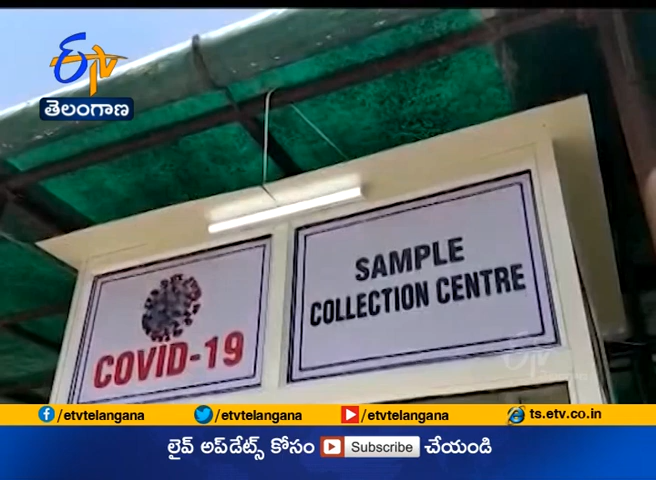 ETV
తెలంగాణ
SAMPLE
COLLECTION CENTRE
COVID-19
/etvtelangana /etvtelangana /etvtelangana ts.etv.co.in
లైవ్ అప్‌డేట్స్ కోసం Subscribe చేయండి